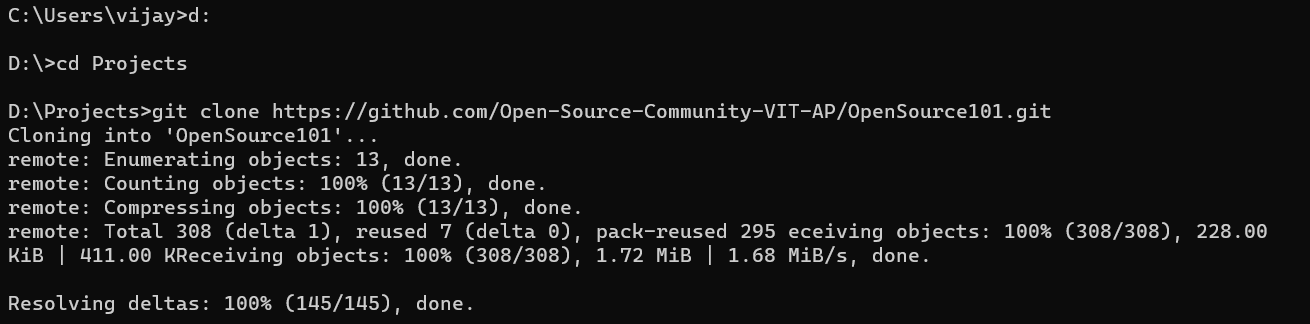 C:\Users\vijay>d:
D:\>cd Projects
D:\Projects>git clone https://github.com/Open-Source-Community-VIT-AP/OpenSource101.git
Cloning into 'OpenSource101'...
remote: Enumerating objects: 13, done.
remote: Counting objects: 100% (13/13), done.
remote: Compressing objects: 100% (13/13), done.
remote: Total 308 (delta 1), reused 7 (delta 0), pack-reused 295 eceiving objects: 100% (308/308), 228.00
KiB | 411.00 KReceiving objects: 100% (308/308), 1.72 MiB | 1.68 MiB/s, done.
Resolving deltas: 100% (145/145), done.